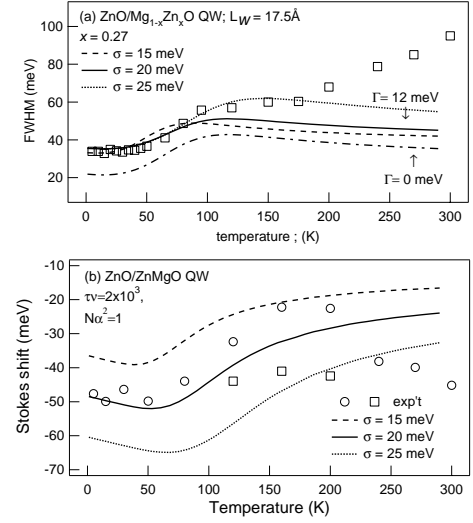 (a) ZnO/Mg1-xZnxO QW; LW = 17.5Å
x = 0.27
σ = 15 meV
σ = 20 meV
σ = 25 meV
Γ= 12 meV
Γ= 0 meV
FWHM (meV)
100
80
60
40
20
0 50 100 150 200 250 300
temperature ; (K)
(b) ZnO/ZnMgO QW
τν=2x10³,
Nα²=1
Stokes shift (meV)
-10
-20
-30
-40
-50
-60
-70
exp't
σ = 15 meV
σ = 20 meV
σ = 25 meV
0 50 100 150 200 250 300
Temperature (K)